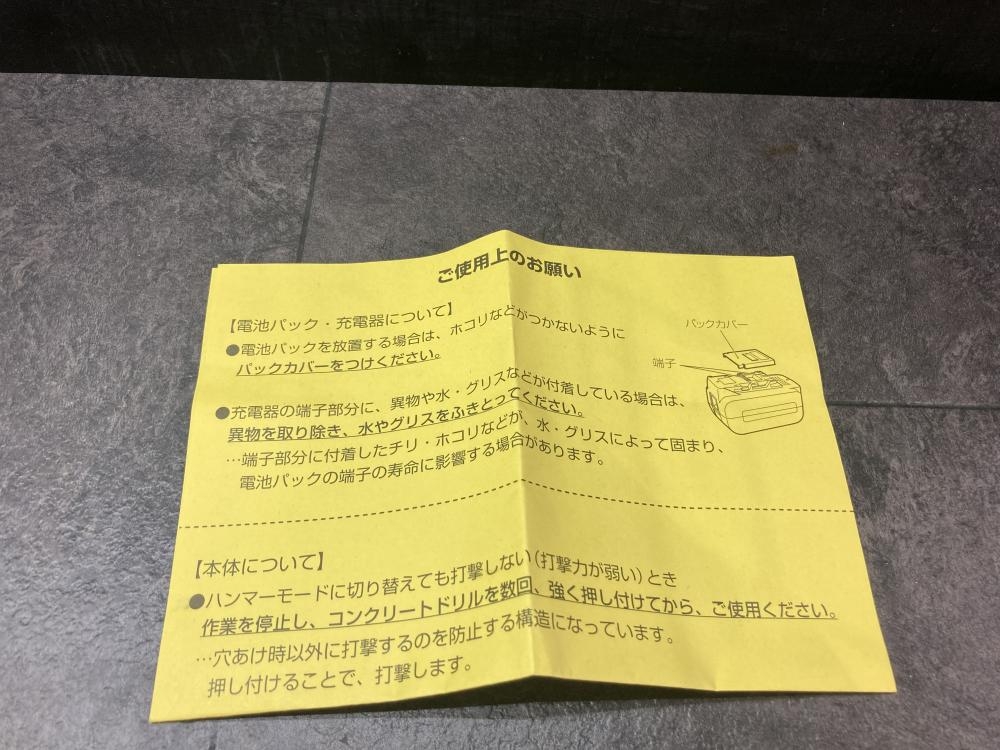 ご使用上のお願い
【電池パック・充電器について】
●電池パックを放置する場合は、ホコリなどがつかないように
パックカバーをつけください。
パックカバー
端子
●充電器の端子部分に、異物や水・グリスなどが付着している場合は、
異物を取り除き、水やグリスをふきとってください。
…端子部分に付着したチリ・ホコリなどが、水・グリスによって固まり、
電池パックの端子の寿命に影響する場合があります。
【本体について】
●ハンマーモードに切り替えても打撃しない(打撃力が弱い)とき
作業を停止し、コンクリートドリルを数回、強く押し付けてから、ご使用ください。
…穴あけ時以外に打撃するのを防止する構造になっています。
押し付けることで、打撃します。